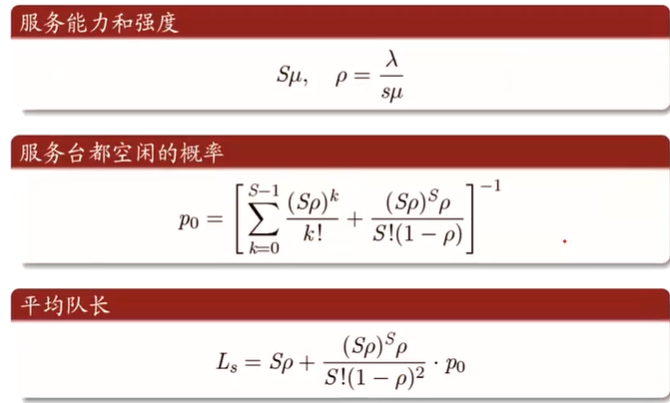 服务能力和强度
$S\mu, \quad \rho = \frac{\lambda}{s\mu}$
服务台都空闲的概率
$p_0 = \left[ \sum_{k=0}^{S-1} \frac{(S\rho)^k}{k!} + \frac{(S\rho)^S \rho}{S!(1-\rho)} \right]^{-1}$
平均队长
$L_s = S\rho + \frac{(S\rho)^S \rho}{S!(1-\rho)^2} \cdot p_0$